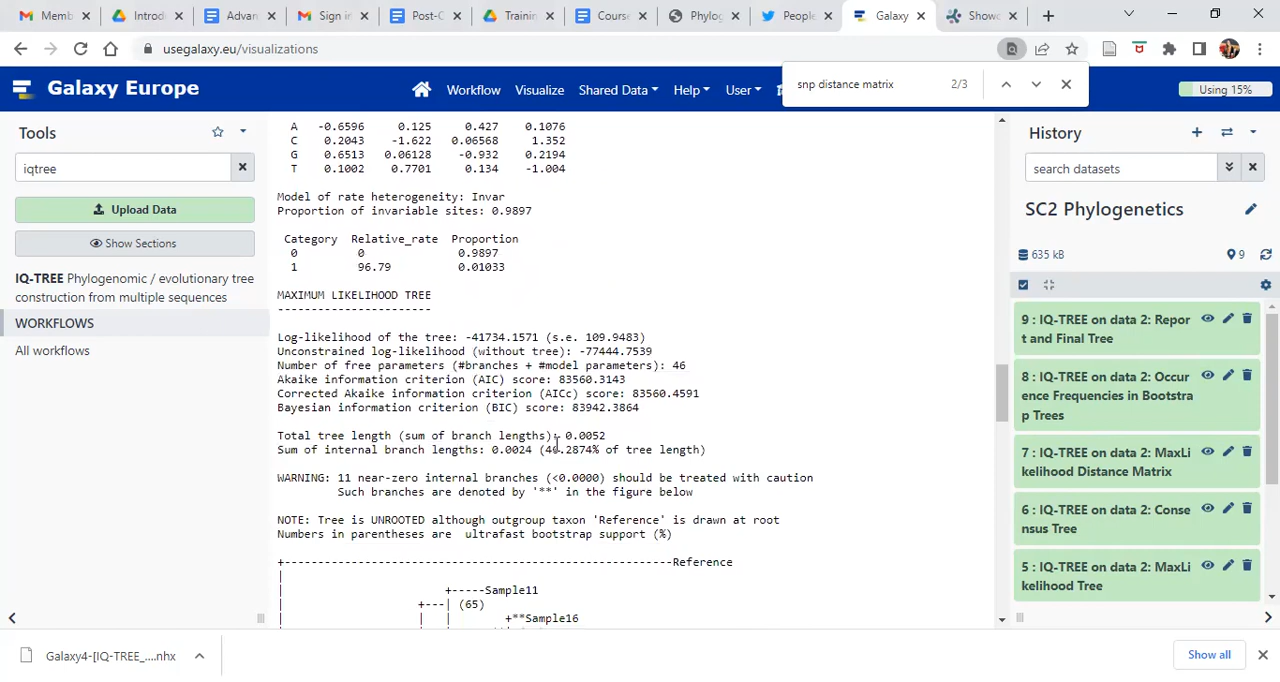 Memb
Introd
Advan
Sign in
Post-C
Training
Course
Phylog
People
Galaxy
Show
usegalaxy.eu/visualizations
snp distance matrix 2/3
Galaxy Europe
Workflow Visualize Shared Data Help User
Using 15%
Tools
iqtree
Upload Data
Show Sections
IQ-TREE Phylogenomic / evolutionary tree
construction from multiple sequences
WORKFLOWS
All workflows
A -0.6596 0.125 0.427 0.1076
C 0.2043 -1.622 0.06568 1.352
G 0.6513 0.06128 -0.932 0.2194
T 0.1002 0.7701 0.134 -1.004
Model of rate heterogeneity: Invar
Proportion of invariable sites: 0.9897
Category Relative_rate Proportion
0 0 0.9897
1 96.79 0.01033
MAXIMUM LIKELIHOOD TREE
----------------------
Log-likelihood of the tree: -41734.1571 (s.e. 109.9483)
Unconstrained log-likelihood (without tree): -77444.7539
Number of free parameters (#branches + #model parameters): 46
Akaike information criterion (AIC) score: 83560.3143
Corrected Akaike information criterion (AICc) score: 83560.4591
Bayesian information criterion (BIC) score: 83942.3864
Total tree length (sum of branch lengths): 0.0052
Sum of internal branch lengths: 0.0024 (46.2874% of tree length)
WARNING: 11 near-zero internal branches (<0.0000) should be treated with caution
Such branches are denoted by '**' in the figure below
NOTE: Tree is UNROOTED although outgroup taxon 'Reference' is drawn at root
Numbers in parentheses are ultrafast bootstrap support (%)
+---------------------------------------------------Reference
|
| +-----Sample11
| +---| (65)
| | | +**Sample16
History
search datasets
SC2 Phylogenetics
635 kB
9
9 : IQ-TREE on data 2: Repor
t and Final Tree
8 : IQ-TREE on data 2: Occur
ence Frequencies in Bootstra
p Trees
7 : IQ-TREE on data 2: MaxLi
kelihood Distance Matrix
6 : IQ-TREE on data 2: Conse
nsus Tree
5 : IQ-TREE on data 2: MaxLi
kelihood Tree
Galaxy4-[IQ-TREE_....nhx
Show all